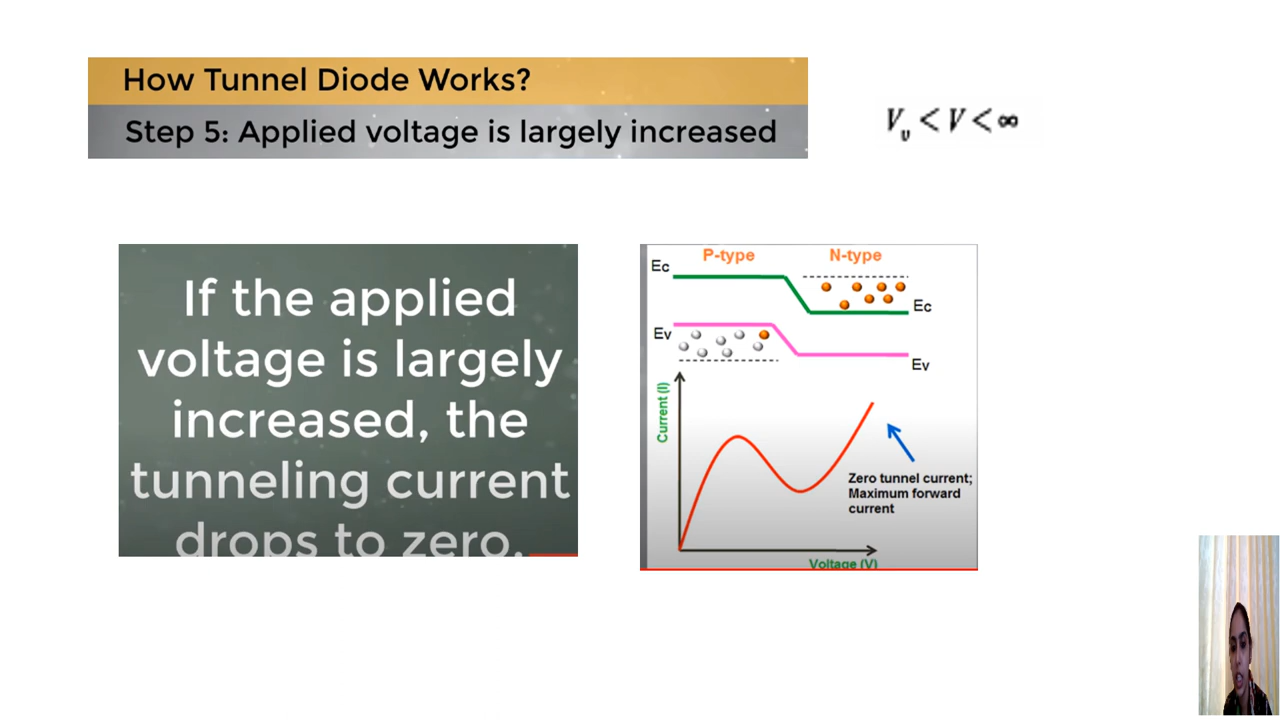 How Tunnel Diode Works?
Step 5: Applied voltage is largely increased
Vᵥ < V < ∞
If the applied
voltage is largely
increased, the
tunneling current
drops to zero.
P-type
N-type
Ec
Ec
Ev
Ev
Current (I)
Zero tunnel current;
Maximum forward
current
Voltage (V)